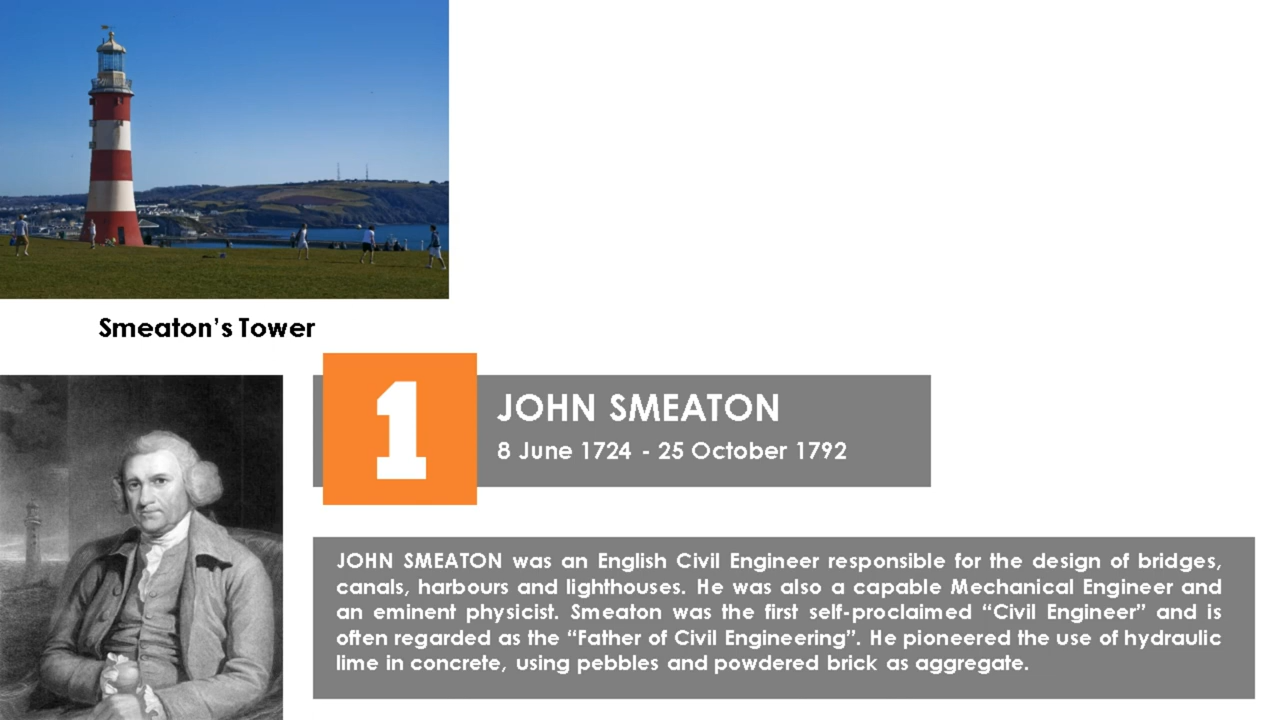 Smeaton’s Tower
1
JOHN SMEATON
8 June 1724 - 25 October 1792
JOHN SMEATON was an English Civil Engineer responsible for the design of bridges,
canals, harbours and lighthouses. He was also a capable Mechanical Engineer and
an eminent physicist. Smeaton was the first self-proclaimed “Civil Engineer” and is
often regarded as the “Father of Civil Engineering”. He pioneered the use of hydraulic
lime in concrete, using pebbles and powdered brick as aggregate.